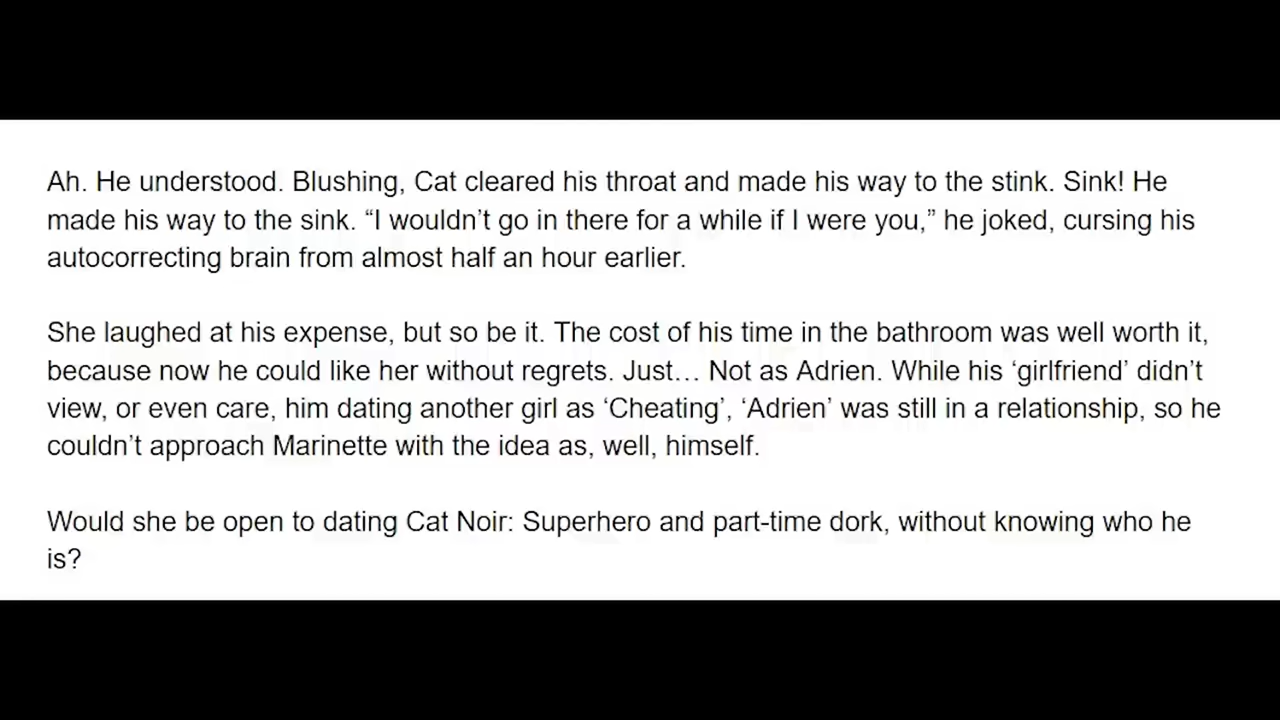 Ah. He understood. Blushing, Cat cleared his throat and made his way to the stink. Sink! He
made his way to the sink. “I wouldn’t go in there for a while if I were you,” he joked, cursing his
autocorrecting brain from almost half an hour earlier.
She laughed at his expense, but so be it. The cost of his time in the bathroom was well worth it,
because now he could like her without regrets. Just… Not as Adrien. While his ‘girlfriend’ didn’t
view, or even care, him dating another girl as ‘Cheating’, ‘Adrien’ was still in a relationship, so he
couldn’t approach Marinette with the idea as, well, himself.
Would she be open to dating Cat Noir: Superhero and part-time dork, without knowing who he
is?